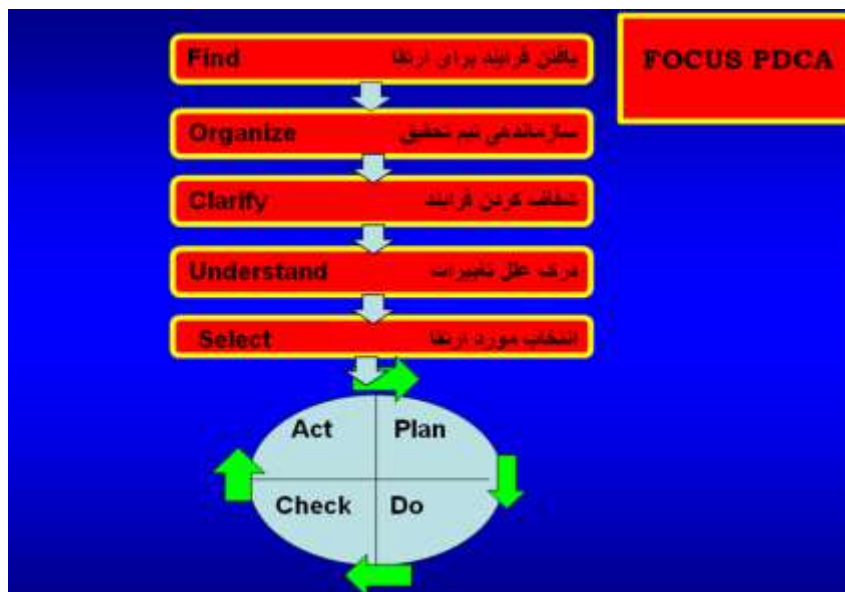 FOCUS PDCA
Find یافتن فرایند برای ارتقا
Organize سازماندهی تیم تحقیق
Clarify شفاف کردن فرایند
Understand درک علل تغییرات
Select انتخاب مورد ارتقا
Act Plan
Check Do